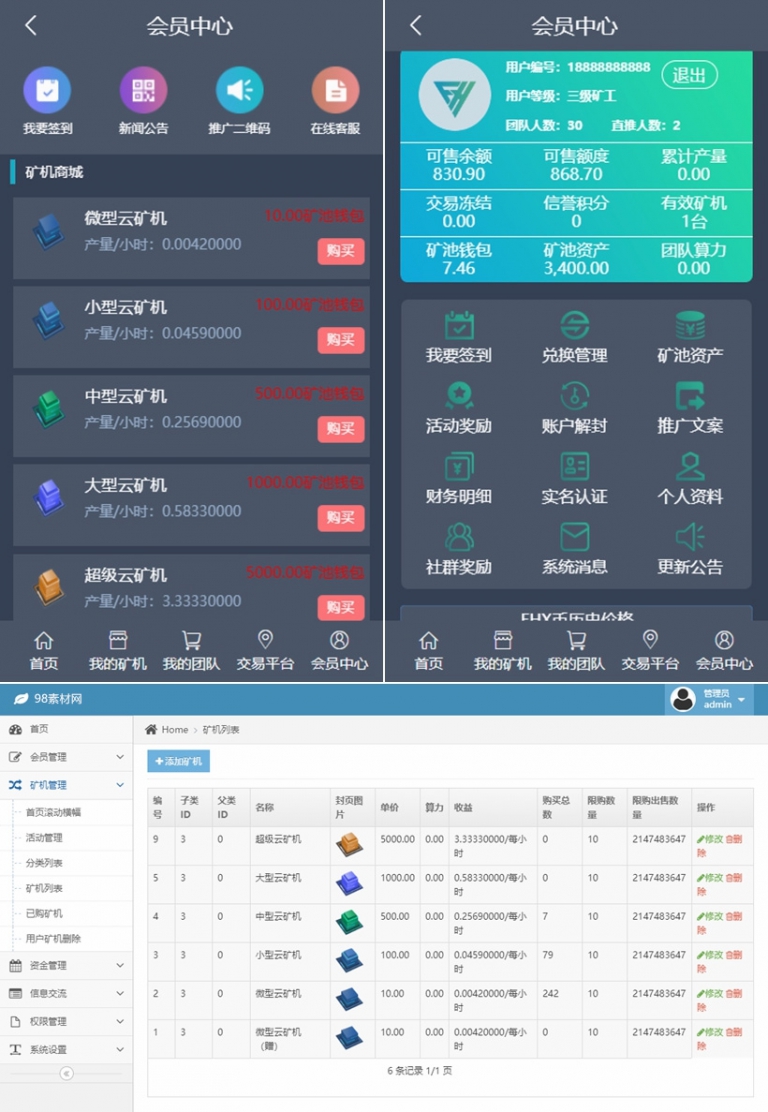 会员中心
我要签到 新闻公告 推广二维码 在线客服
矿机商城
微型云矿机 10.00矿池钱包
产量/小时：0.00420000 购买
小型云矿机 100.00矿池钱包
产量/小时：0.04590000 购买
中型云矿机 500.00矿池钱包
产量/小时：0.25690000 购买
大型云矿机 1000.00矿池钱包
产量/小时：0.58330000 购买
超级云矿机 5000.00矿池钱包
产量/小时：3.33330000 购买
首页 我的矿机 我的团队 交易平台 会员中心
会员中心
用户编号：18888888888 退出
用户等级：三级矿工
团队人数：30 直推人数：2
可售余额 可售额度 累计产量
830.90 868.70 0.00
交易冻结 信誉积分 有效矿机
0.00 0 1台
矿池钱包 矿池资产 团队算力
7.46 3,400.00 0.00
我要签到 兑换管理 矿池资产
活动奖励 账户解封 推广文案
财务明细 实名认证 个人资料
社群奖励 系统消息 更新公告
FHY币历史价格
首页 我的矿机 我的团队 交易平台 会员中心
98素材网
管理员
admin
首页
会员管理
矿机管理
首页滚动横幅
活动管理
分类列表
矿机列表
已购矿机
用户矿机删除
资金管理
信息交流
权限管理
系统设置
Home > 矿机列表
添加矿机
编号 子类ID 父类ID 名称 封页图片 单价 算力 收益 购买总数 限购数量 限购出售数量 操作
9 3 0 超级云矿机 5000.00 0.00 3.33330000/每小时 0 10 2147483647 修改 删除
5 3 0 大型云矿机 1000.00 0.00 0.58330000/每小时 0 10 2147483647 修改 删除
4 3 0 中型云矿机 500.00 0.00 0.25690000/每小时 7 10 2147483647 修改 删除
3 3 0 小型云矿机 100.00 0.00 0.04590000/每小时 79 10 2147483647 修改 删除
2 3 0 微型云矿机 10.00 0.00 0.00420000/每小时 242 10 2147483647 修改 删除
1 3 0 微型云矿机（赠） 10.00 0.00 0.00420000/每小时 0 10 2147483647 修改 删除
6 条记录 1/1 页